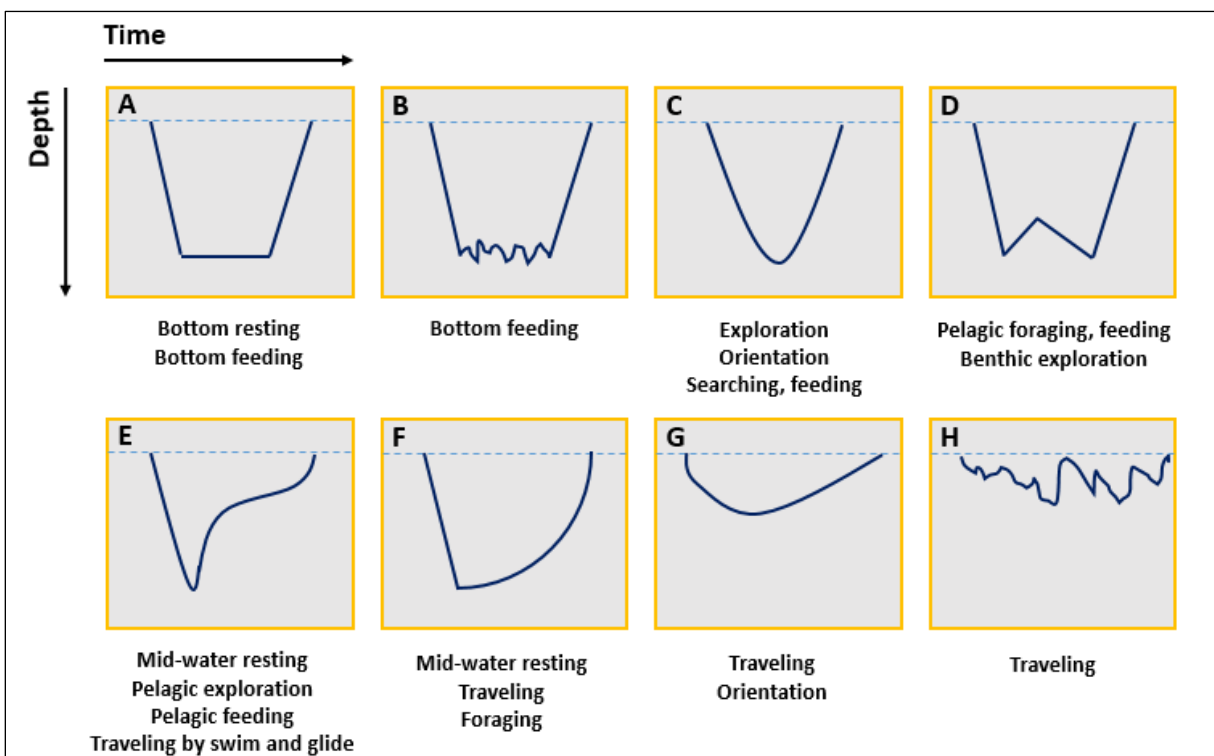 Time
Depth
A
B
C
D
Bottom resting
Bottom feeding
Bottom feeding
Exploration
Orientation
Searching, feeding
Pelagic foraging, feeding
Benthic exploration
E
F
G
H
Mid-water resting
Pelagic exploration
Pelagic feeding
Traveling by swim and glide
Mid-water resting
Traveling
Foraging
Traveling
Orientation
Traveling